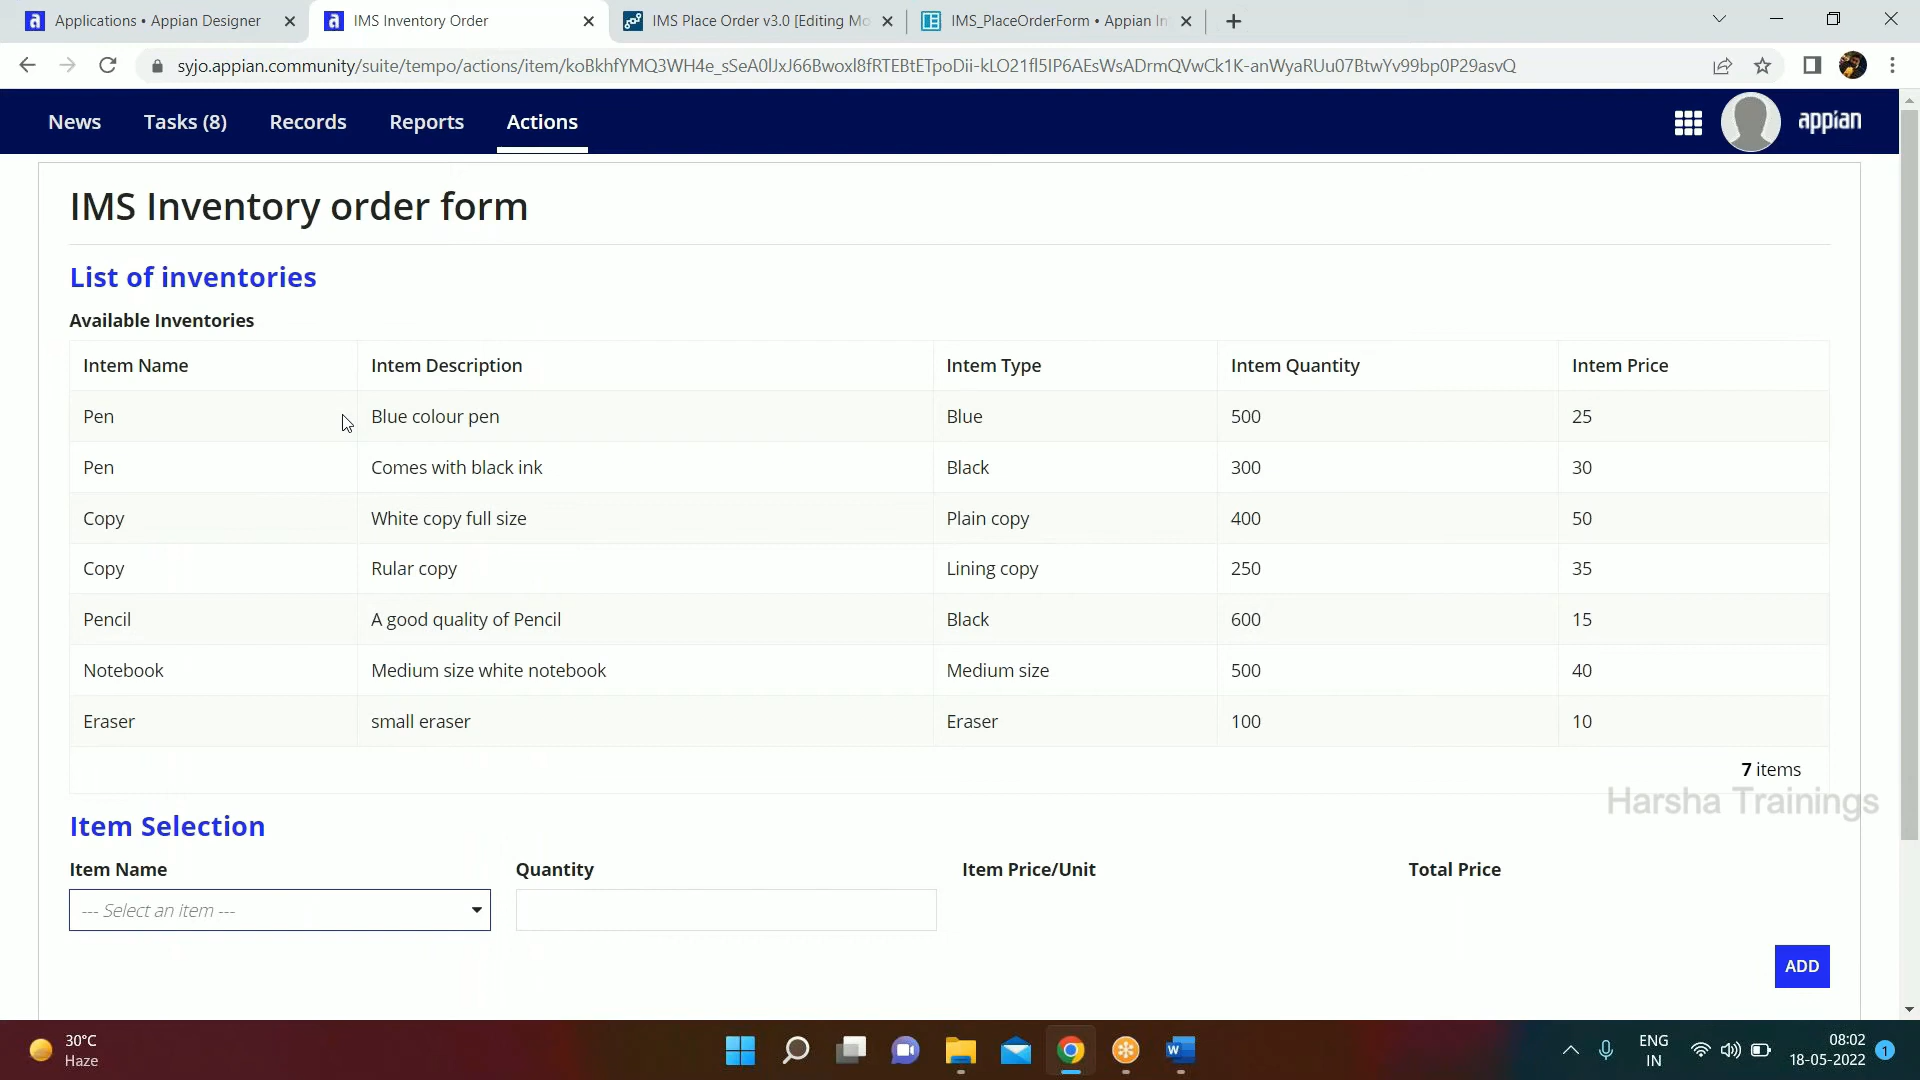 Applications • Appian Designer
IMS Inventory Order
IMS Place Order v3.0 [Editing Mo
IMS_PlaceOrderForm • Appian In
syjo.appian.community/suite/tempo/actions/item/
News
Tasks (8)
Records
Reports
Actions
appian
IMS Inventory order form
List of inventories
Available Inventories
Intem Name Intem Description Intem Type Intem Quantity Intem Price
Pen Blue colour pen Blue 500 25
Pen Comes with black ink Black 300 30
Copy White copy full size Plain copy 400 50
Copy Rular copy Lining copy 250 35
Pencil A good quality of Pencil Black 600 15
Notebook Medium size white notebook Medium size 500 40
Eraser small eraser Eraser 100 10
7 items
Harsha Trainings
Item Selection
Item Name Quantity Item Price/Unit Total Price
--- Select an item ---
ADD
30°C
Haze
ENG
IN
08:02
18-05-2022
1